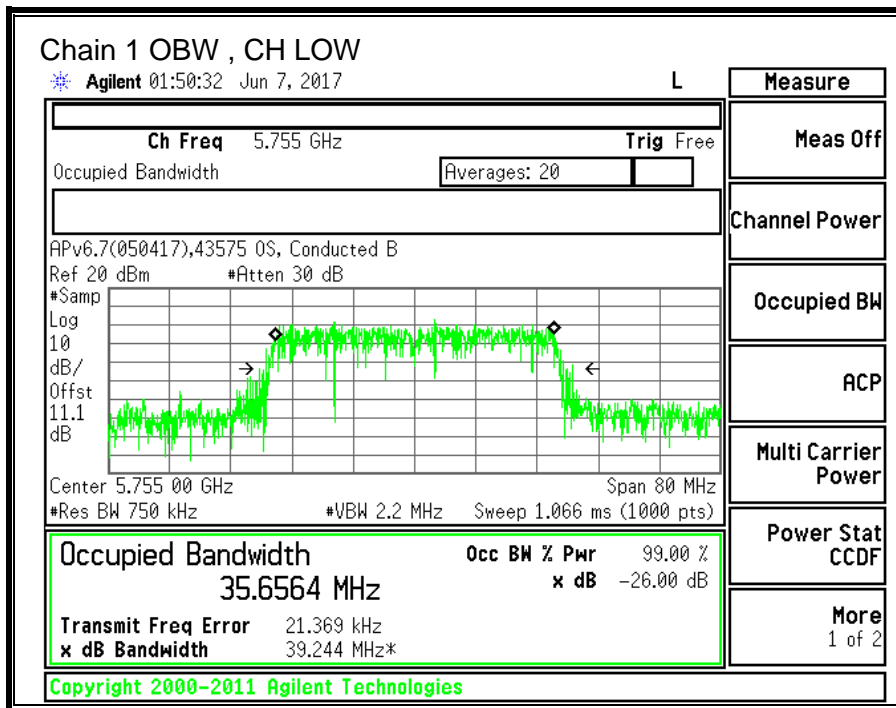 Chain 1 OBW , CH LOW
Agilent 01:50:32 Jun 7, 2017 L
Measure
Ch Freq 5.755 GHz Trig Free
Meas Off
Occupied Bandwidth Averages: 20
Channel Power
APv6.7(050417),43575 OS, Conducted B
Ref 20 dBm #Atten 30 dB
#Samp
Log
10
dB/
Offst
11.1
dB
Occupied BW
ACP
Multi Carrier
Power
Center 5.755 00 GHz Span 80 MHz
#Res BW 750 kHz #VBW 2.2 MHz Sweep 1.066 ms (1000 pts)
Occupied Bandwidth Occ BW % Pwr 99.00 %
35.6564 MHz x dB -26.00 dB
Transmit Freq Error 21.369 kHz
x dB Bandwidth 39.244 MHz*
Power Stat
CCDF
More
1 of 2
Copyright 2000-2011 Agilent Technologies